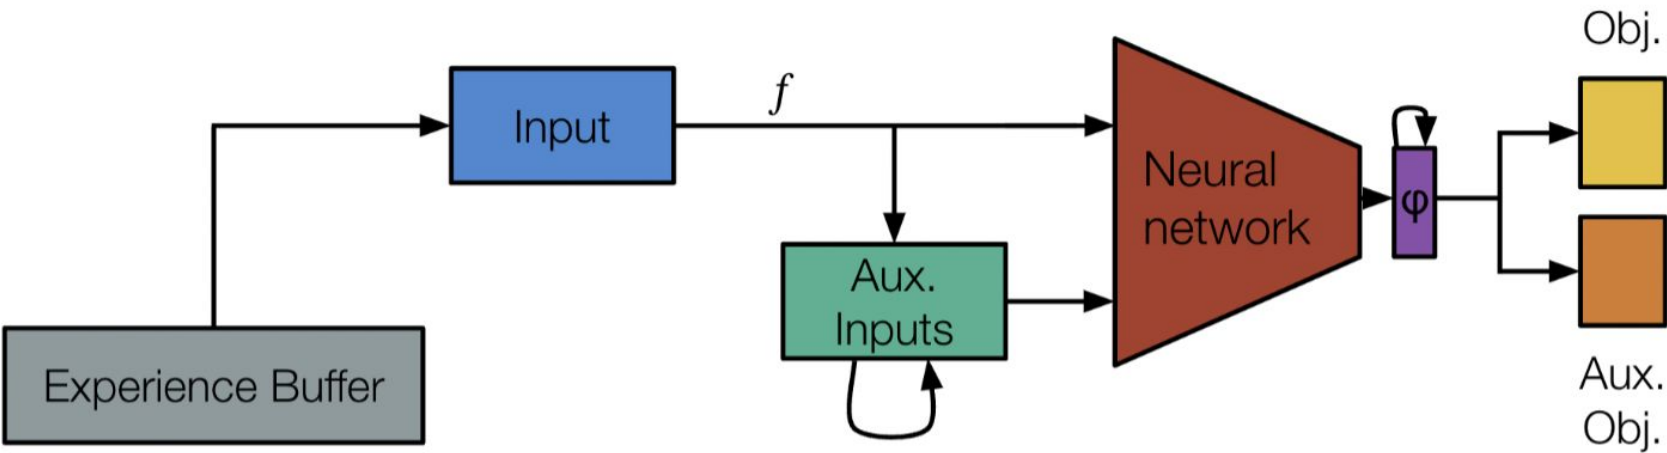 Obj.
f
Input
Neural
network
φ
Aux.
Inputs
Experience Buffer
Aux.
Obj.